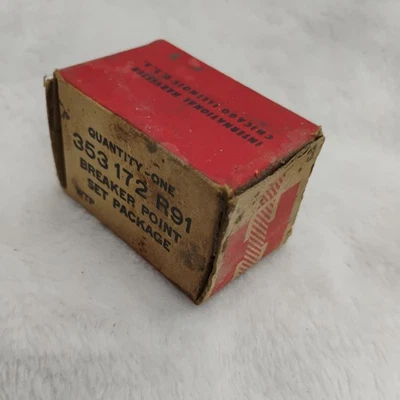 INTERNATIONAL HARVESTER
CHICAGO ILLINOIS U.S.A.
QUANTITY-ONE
353 172 R91
BREAKER POINT
SET PACKAGE